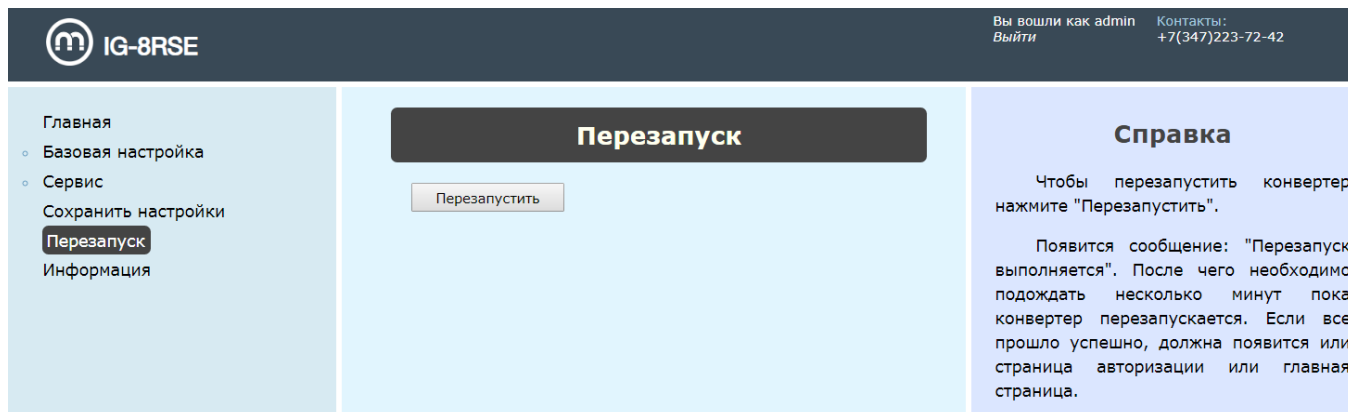 m IG-8RSE
Вы вошли как admin
Выйти
Контакты:
+7(347)223-72-42
Главная
Базовая настройка
Сервис
Сохранить настройки
Перезапуск
Информация
Перезапуск
Перезапустить
Справка
Чтобы перезапустить конвертер
нажмите "Перезапустить".
Появится сообщение: "Перезапуск
выполняется". После чего необходимо
подождать несколько минут пока
конвертер перезапускается. Если все
прошло успешно, должна появится или
страница авторизации или главная
страница.